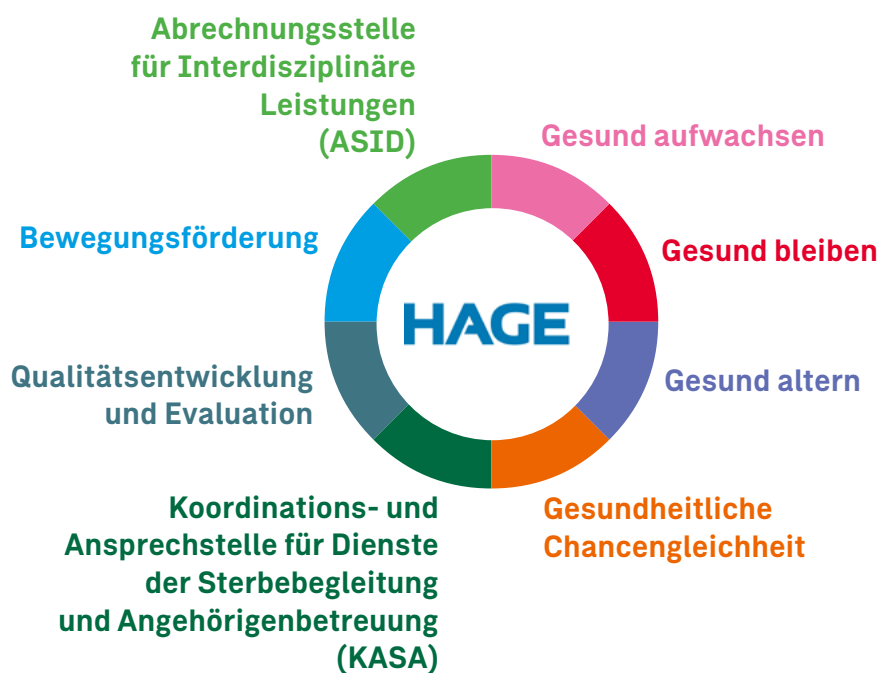 Abrechnungsstelle
für Interdisziplinäre
Leistungen
(ASID)
Gesund aufwachsen
Bewegungsförderung
Gesund bleiben
HAGE
Qualitätsentwicklung
und Evaluation
Gesund altern
Koordinations- und
Ansprechstelle für Dienste
der Sterbebegleitung
und Angehörigenbetreuung
(KASA)
Gesundheitliche
Chancengleichheit